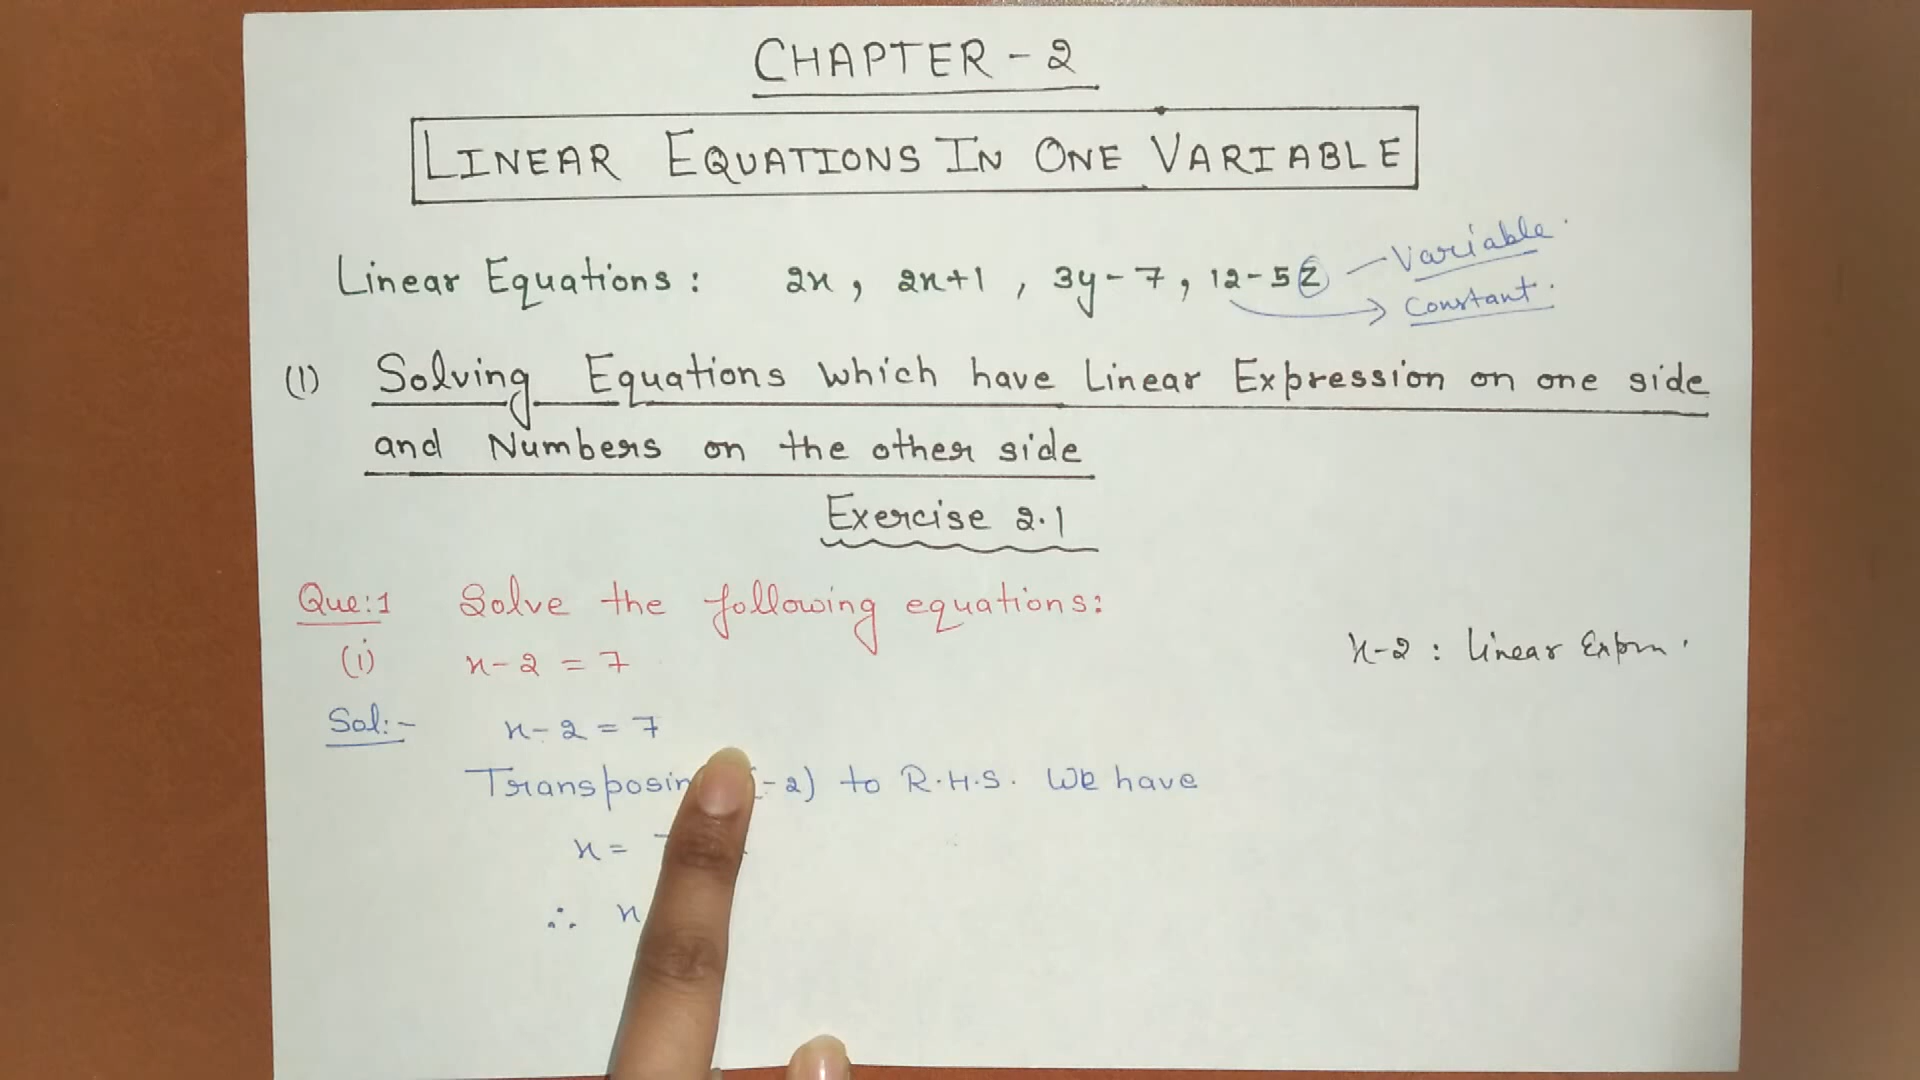 CHAPTER - 2
LINEAR EQUATIONS IN ONE VARIABLE
Linear Equations : 2x, 2x+1, 3y-7, 12-5z — Variable.
Constant.
(1) Solving Equations which have Linear Expression on one side
and Numbers on the other side
Exercise 2.1
Que:1 Solve the following equations:
(i) x-2 = 7
x-2 : linear Exprn.
Sol:- x-2 = 7
(-2) to R.H.S. We have
x =
∴ x